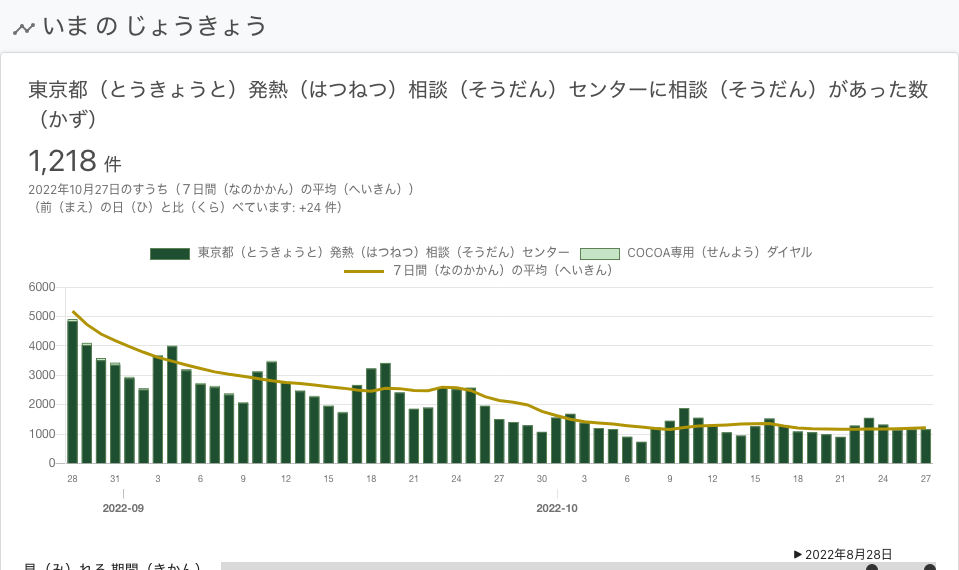 いま の じょうきょう
東京都（とうきょうと）発熱（はつねつ）相談（そうだん）センターに相談（そうだん）があった数
（かず）
1,218 件
2022年10月27日のすうち（７日間（なのかかん）の平均（へいきん））
（前（まえ）の日（ひ）と比（くら）べています: +24 件）
東京都（とうきょうと）発熱（はつねつ）相談（そうだん）センター COCOA専用（せんよう）ダイヤル
７日間（なのかかん）の平均（へいきん）
6000
5000
4000
3000
2000
1000
0
28 31 3 6 9 12 15 18 21 24 27 30 3 6 9 12 15 18 21 24 27
2022-09 2022-10
▶ 2022年8月28日
見（み）れる 期間（きかん）